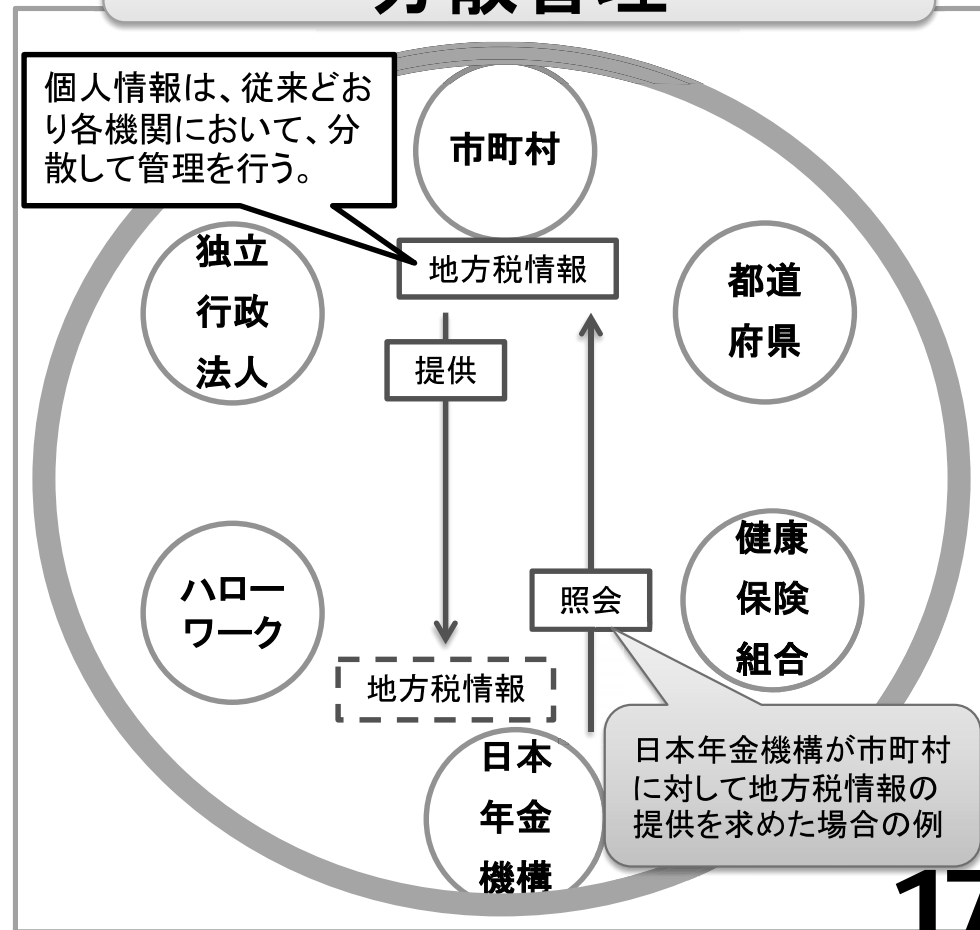 分散管理
個人情報は、従来どお
り各機関において、分
散して管理を行う。
市町村
地方税情報
独立
行政
法人
都道
府県
提供
ハロー
ワーク
照会
健康
保険
組合
地方税情報
日本
年金
機構
日本年金機構が市町村
に対して地方税情報の
提供を求めた場合の例
17